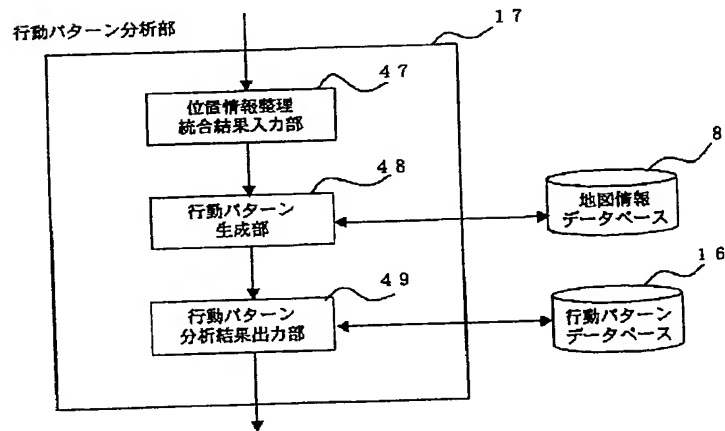 行動パターン分析部
17
47
位置情報整理
統合結果入力部
48
行動パターン
生成部
8
地図情報
データベース
49
行動パターン
分析結果出力部
16
行動パターン
データベース